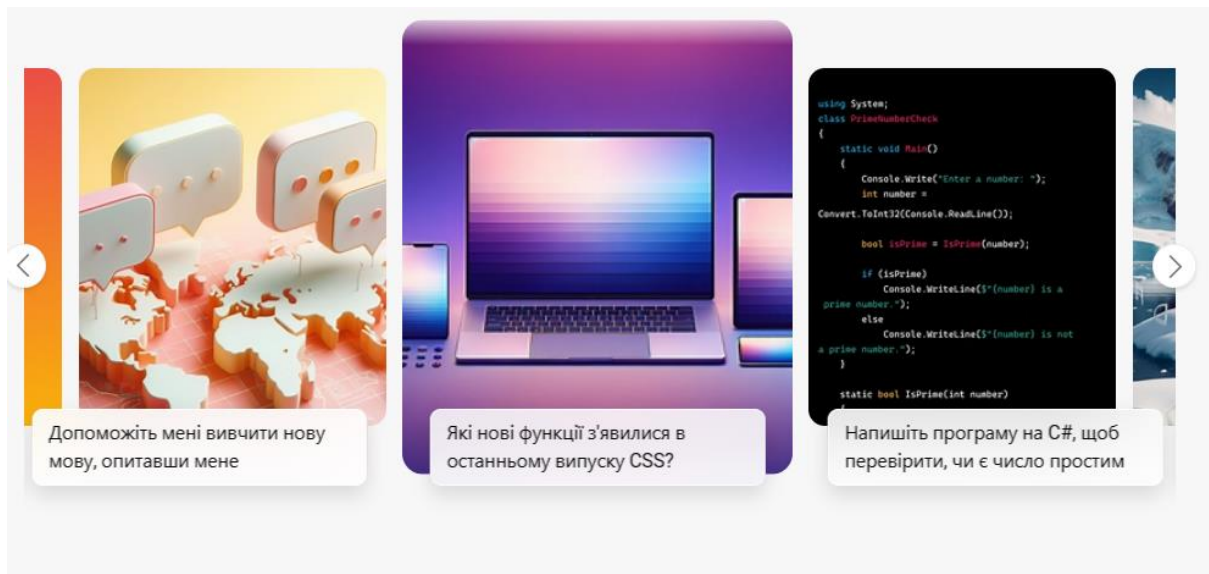 Допоможіть мені вивчити нову
мову, опитавши мене
Які нові функції з'явилися в
останньому випуску CSS?
using System;
class PrimeNumberCheck
{
static void Main()
{
Console.Write("Enter a number: ");
int number =
Convert.ToInt32(Console.ReadLine());
bool isPrime = IsPrime(number);
if (isPrime)
Console.WriteLine($"(number) is a
prime number.");
else
Console.WriteLine($"(number) is not
a prime number.");
}
static bool IsPrime(int number)
Напишіть програму на C#, щоб
перевірити, чи є число простим